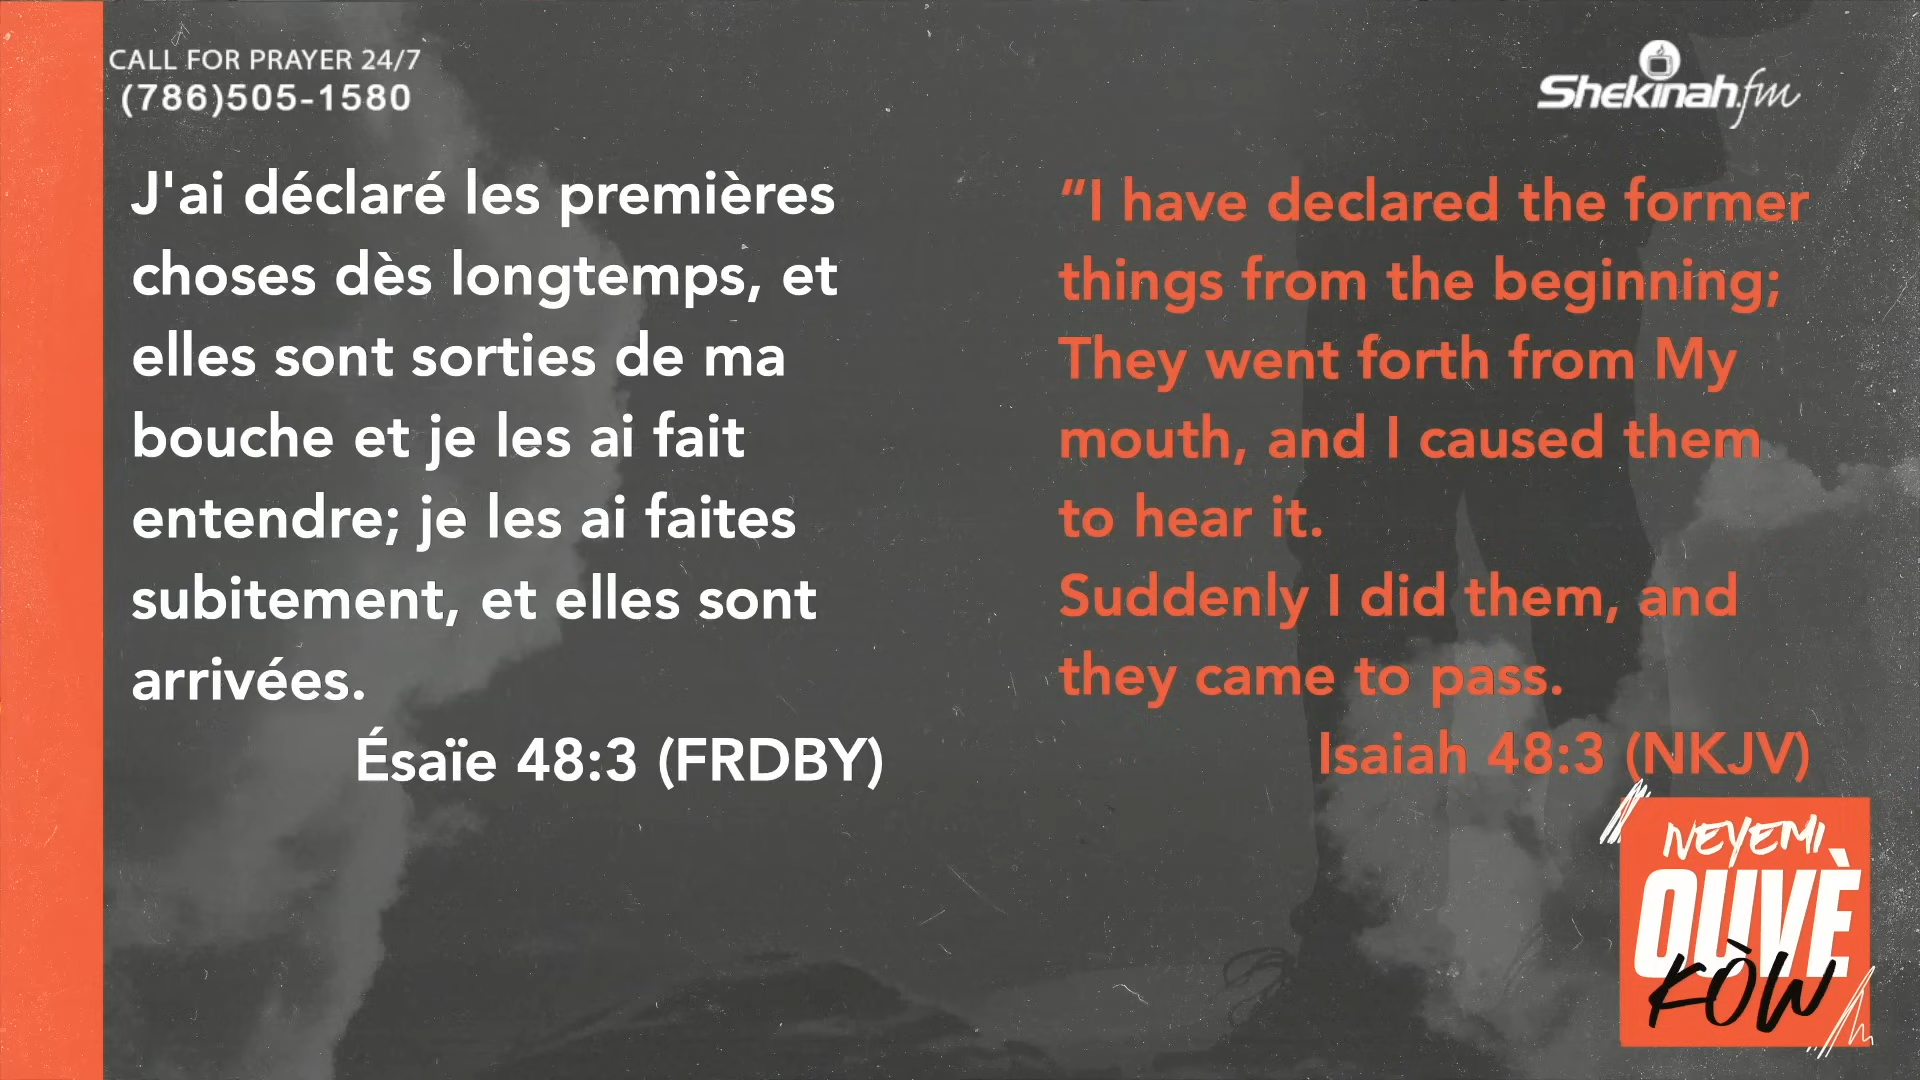 CALL FOR PRAYER 24/7
(786)505-1580
Shekinah.fm
J'ai déclaré les premières
choses dès longtemps, et
elles sont sorties de ma
bouche et je les ai fait
entendre; je les ai faites
subitement, et elles sont
arrivées.
Ésaïe 48:3 (FRDBY)
“I have declared the former
things from the beginning;
They went forth from My
mouth, and I caused them
to hear it.
Suddenly I did them, and
they came to pass.
Isaiah 48:3 (NKJV)
NEYEMI
OUVÈ
KÒW